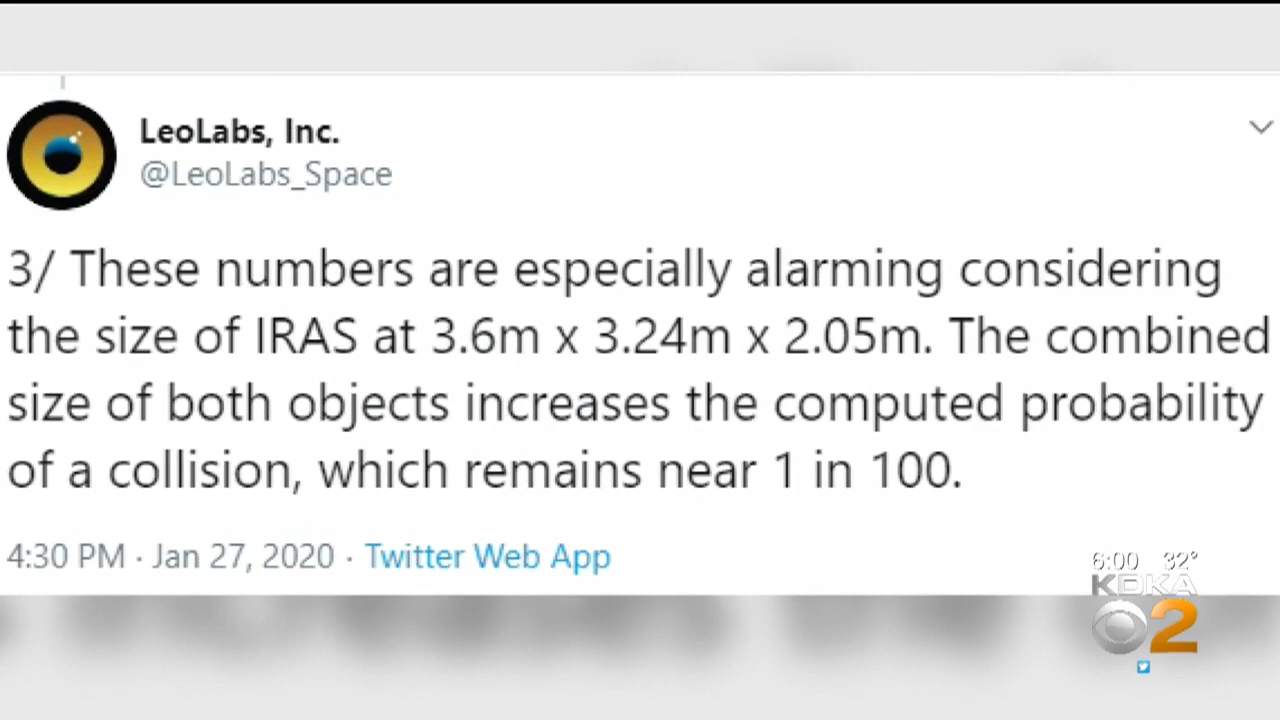 LeoLabs, Inc.
@LeoLabs_Space
3/ These numbers are especially alarming considering
the size of IRAS at 3.6m x 3.24m x 2.05m. The combined
size of both objects increases the computed probability
of a collision, which remains near 1 in 100.
4:30 PM · Jan 27, 2020 · Twitter Web App
6:00 32°
KDKA
2